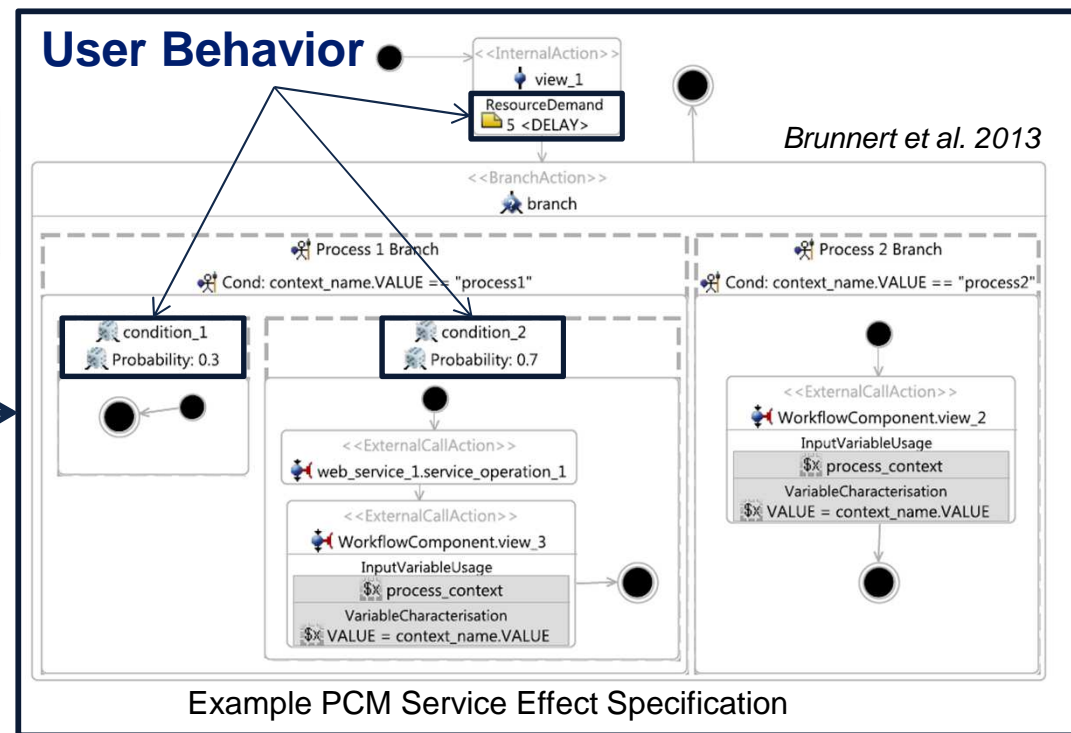 User Behavior
<<InternalAction>>
view_1
ResourceDemand
5 <DELAY>
Brunnert et al. 2013
<<BranchAction>>
branch
Process 1 Branch
Cond: context_name.VALUE == "process1"
condition_1
Probability: 0.3
condition_2
Probability: 0.7
<<ExternalCallAction>>
web_service_1.service_operation_1
<<ExternalCallAction>>
WorkflowComponent.view_3
InputVariableUsage
$x process_context
VariableCharacterisation
$x VALUE = context_name.VALUE
Process 2 Branch
Cond: context_name.VALUE == "process2"
<<ExternalCallAction>>
WorkflowComponent.view_2
InputVariableUsage
$x process_context
VariableCharacterisation
$x VALUE = context_name.VALUE
Example PCM Service Effect Specification